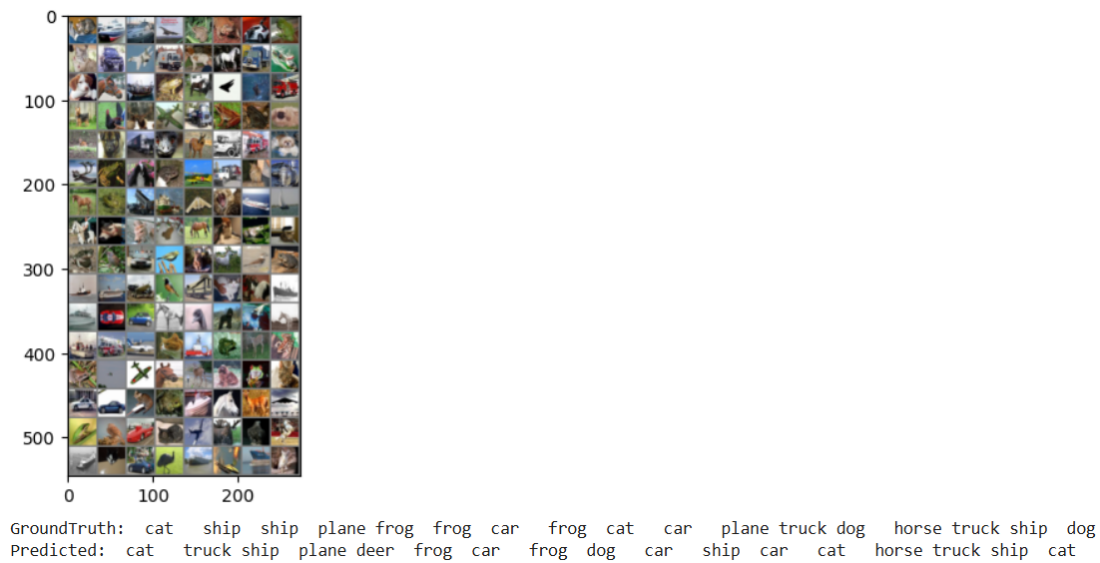 0
100
200
300
400
500
0 100 200
GroundTruth: cat ship ship plane frog frog car frog cat car plane truck dog horse truck ship dog
Predicted: cat truck ship plane deer frog car frog dog car ship car cat horse truck ship cat